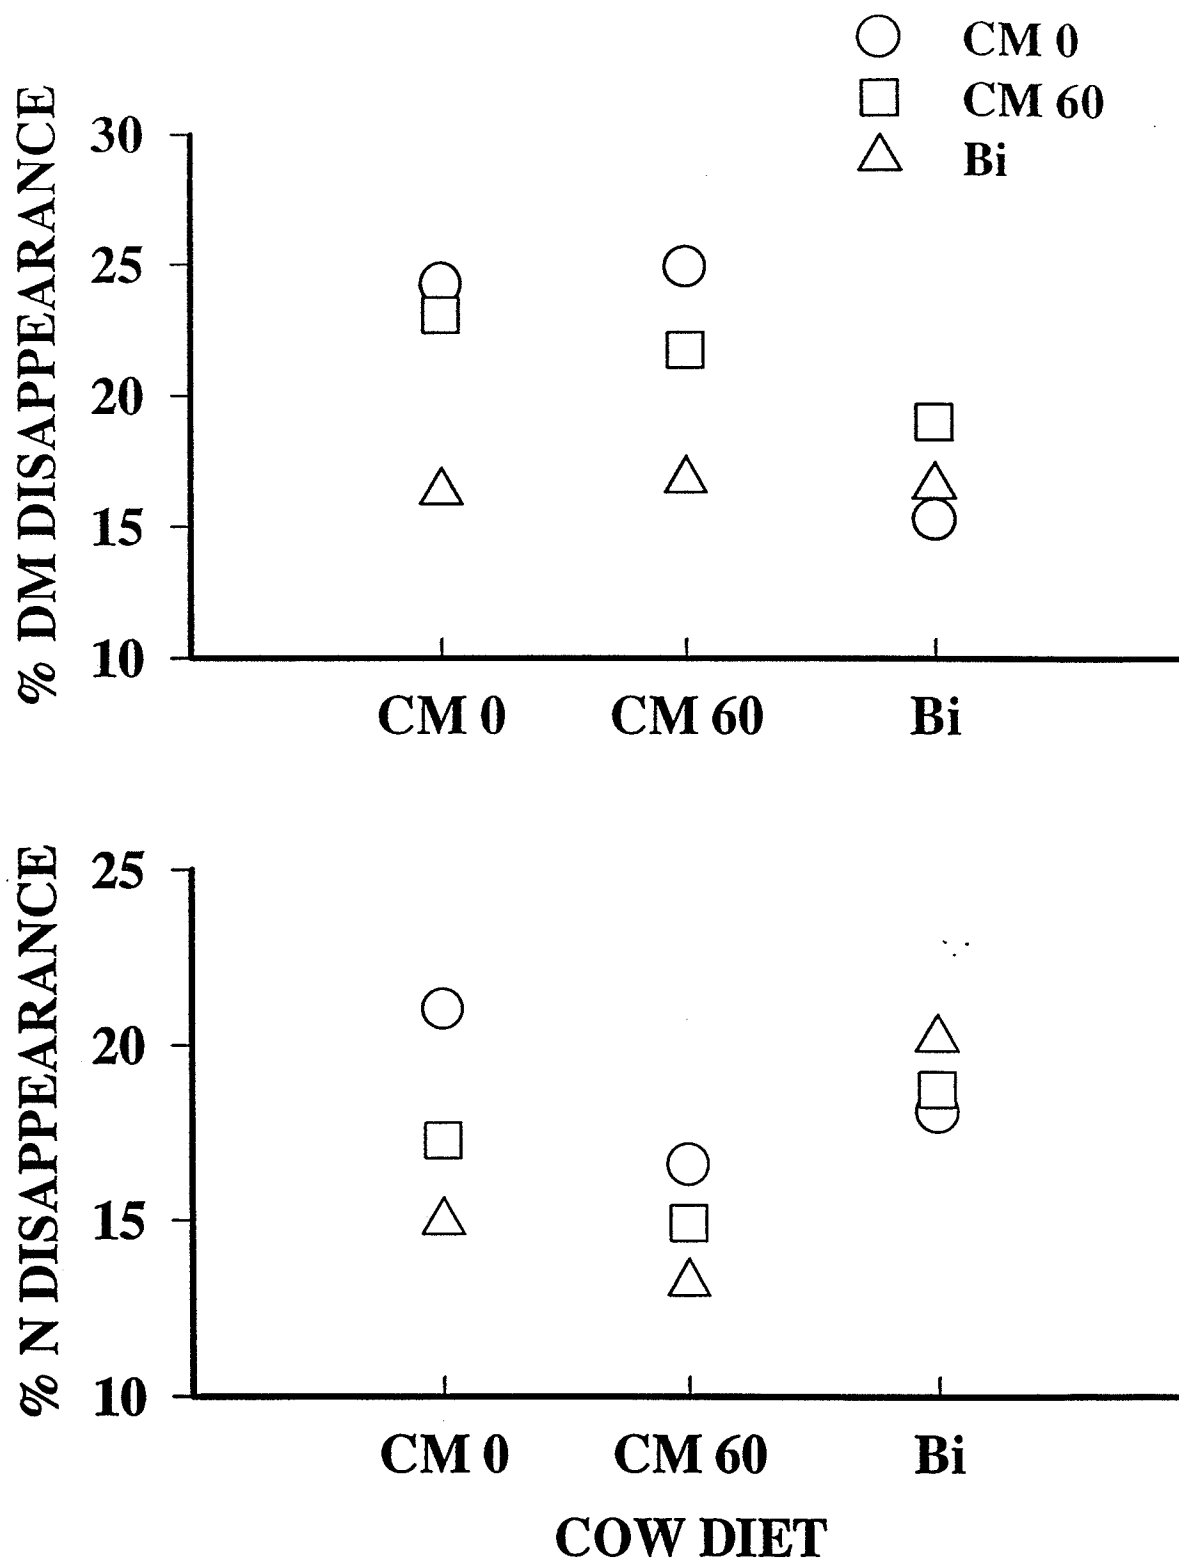 CM 0
CM 60
Bi
% DM DISAPPEARANCE
30
25
20
15
10
CM 0 CM 60 Bi
% N DISAPPEARANCE
25
20
15
10
CM 0 CM 60 Bi
COW DIET